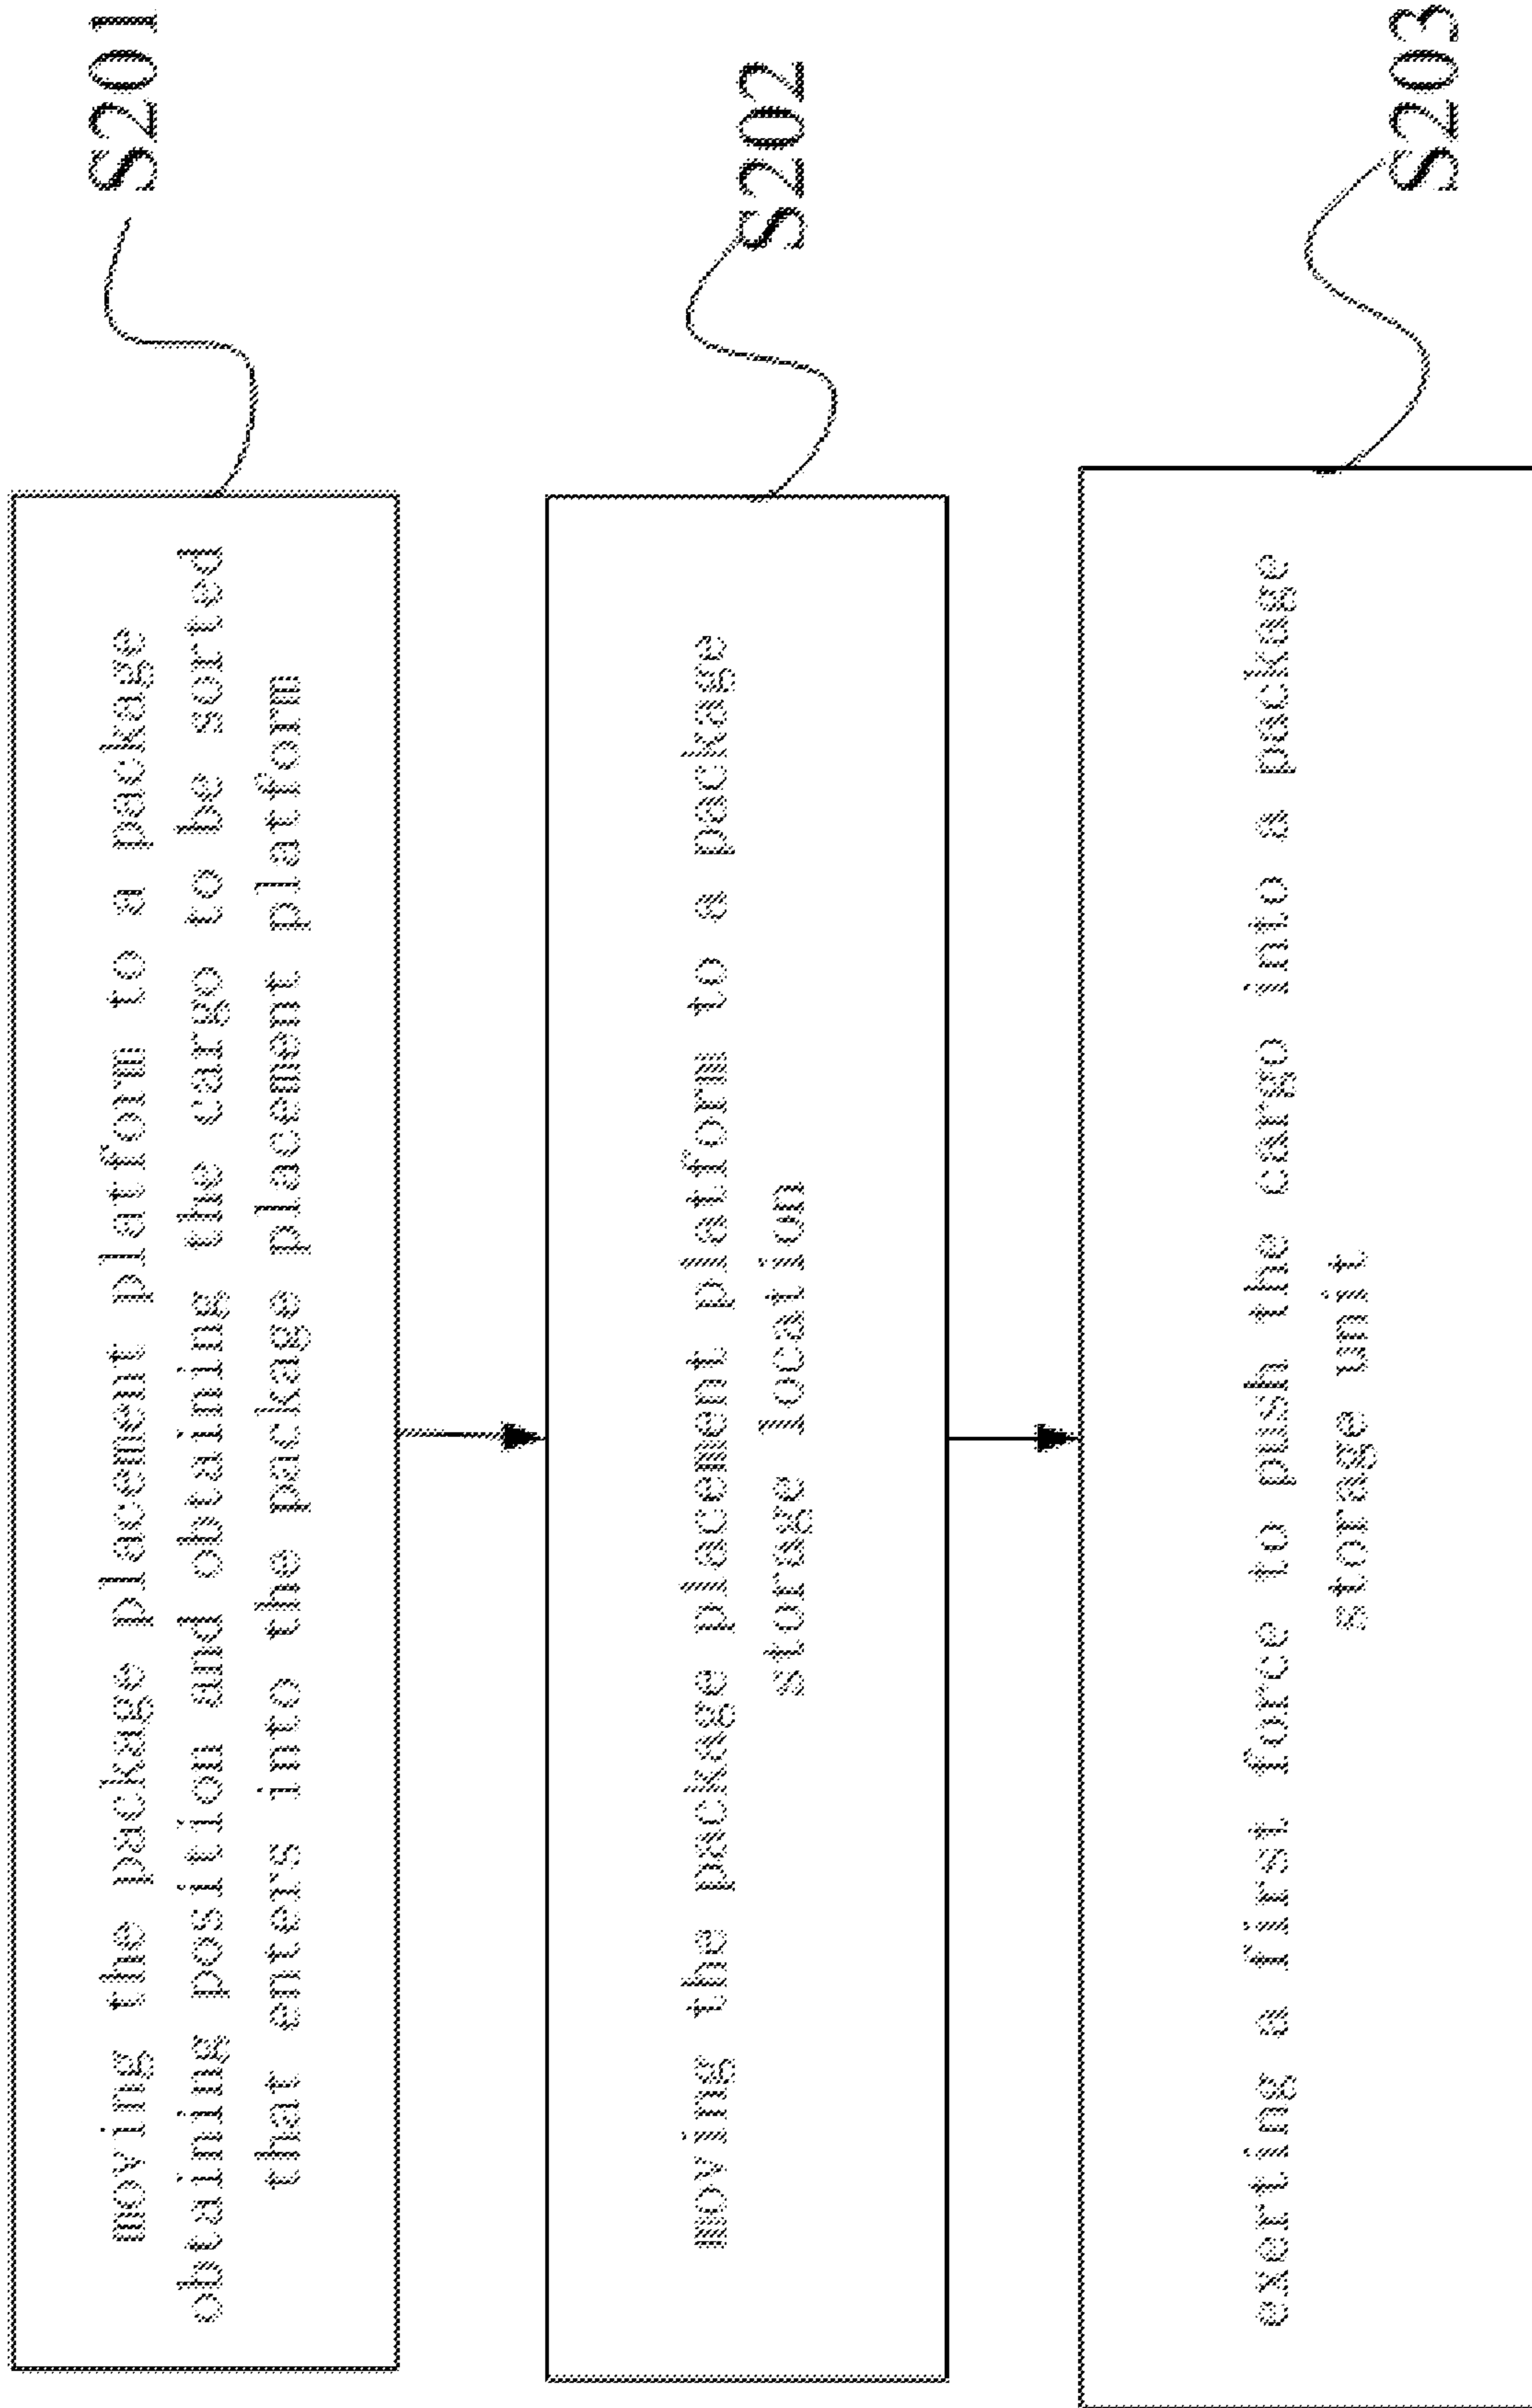 moving the package placement platform to a package
obtaining position and obtaining the cargo to be sorted
that enters into the package placement platform
S201
moving the package placement platform to a package
storage location
S202
exerting a first force to push the cargo into a package
storage unit
S203